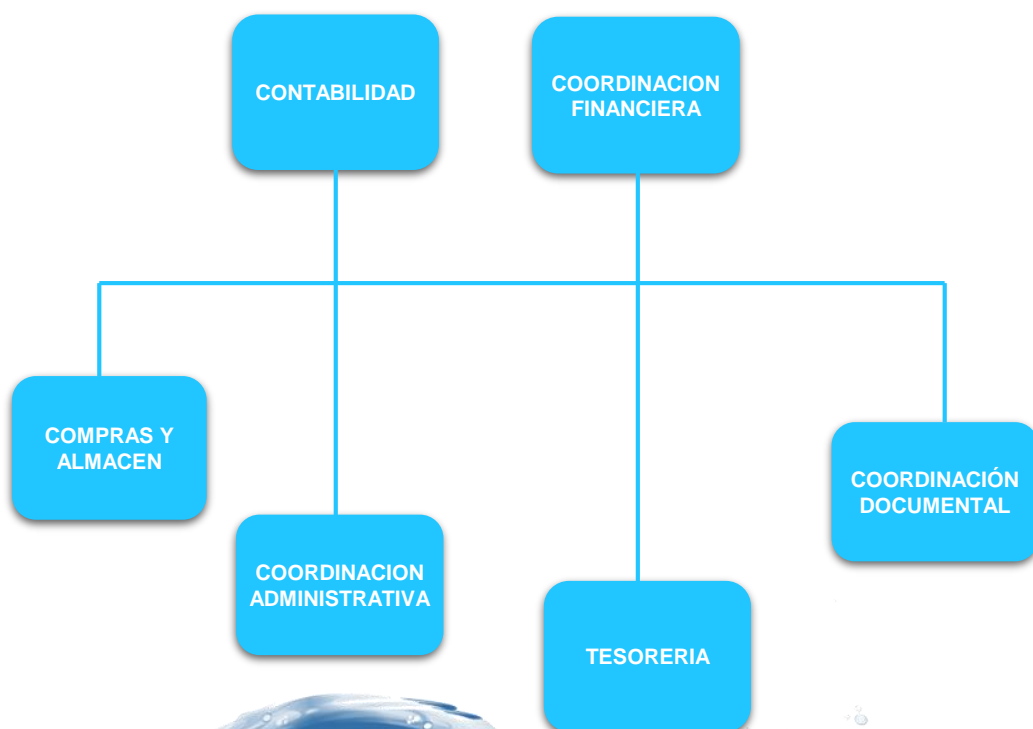 CONTABILIDAD
COORDINACION
FINANCIERA
COMPRAS Y
ALMACEN
COORDINACIÓN
DOCUMENTAL
COORDINACION
ADMINISTRATIVA
TESORERIA